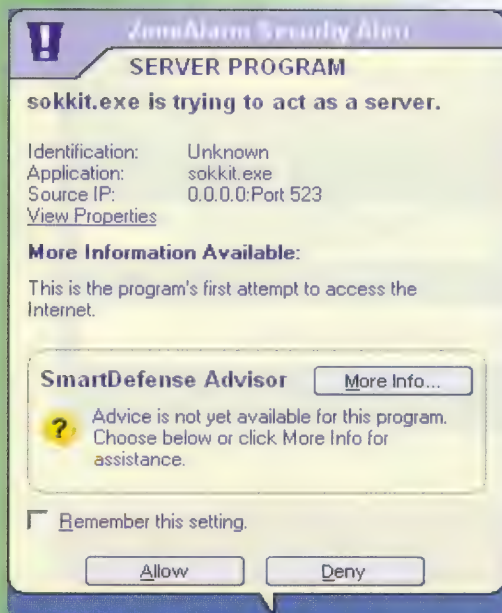 ZoneAlarm Security Alert
SERVER PROGRAM
sokkit.exe is trying to act as a server.
Identification: Unknown
Application: sokkit.exe
Source IP: 0.0.0.0:Port 523
View Properties
More Information Available:
This is the program's first attempt to access the
Internet.
SmartDefense Advisor
More Info...
? Advice is not yet available for this program.
Choose below or click More Info for
assistance.
Remember this setting.
Allow
Deny